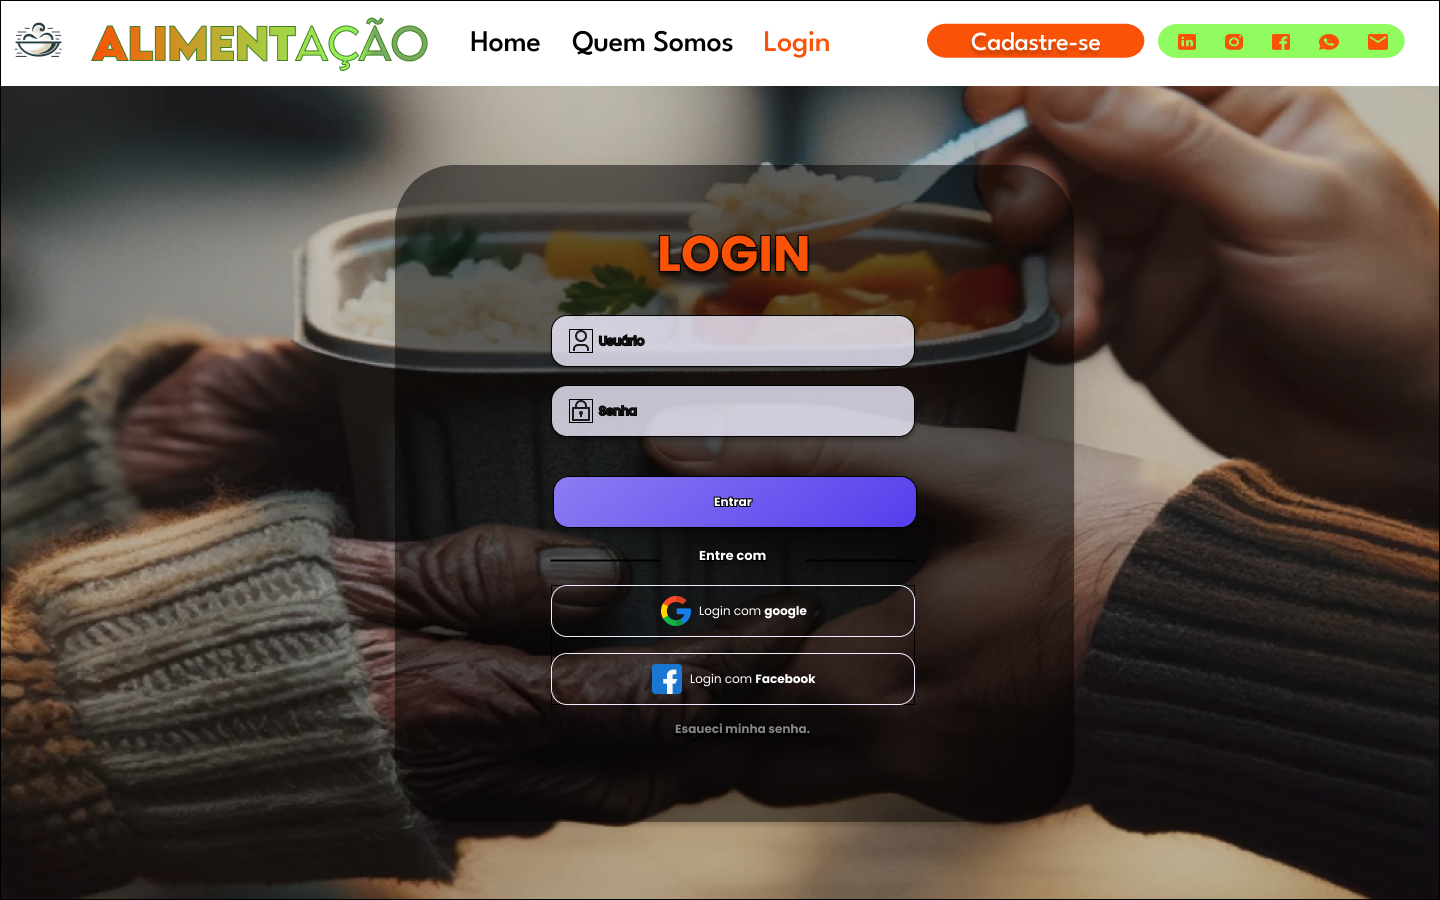 ALIMENTAÇÃO
Home Quem Somos Login
Cadastre-se
LOGIN
Usuário
Senha
Entrar
Entre com
Login com google
Login com Facebook
Esqueci minha senha.